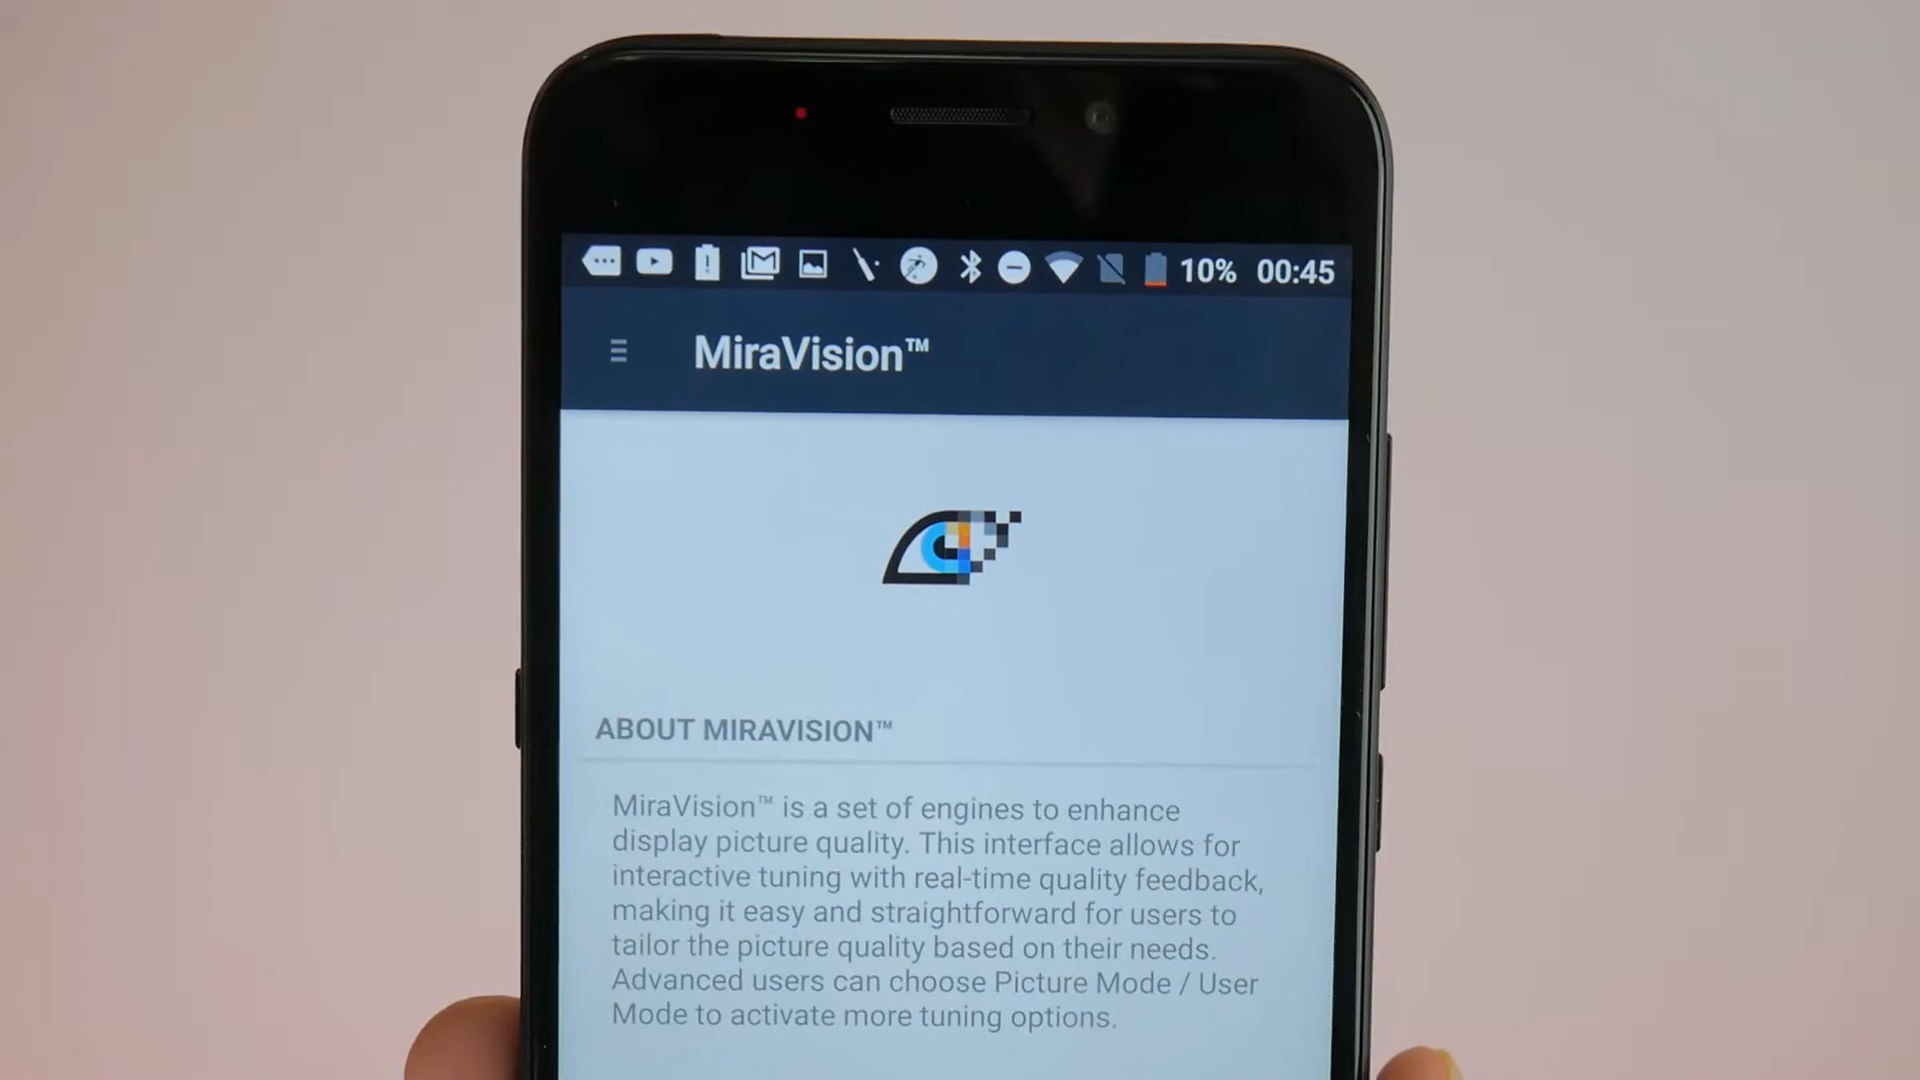 10% 00:45
MiraVision™
ABOUT MIRAVISION™
MiraVision™ is a set of engines to enhance
display picture quality. This interface allows for
interactive tuning with real-time quality feedback,
making it easy and straightforward for users to
tailor the picture quality based on their needs.
Advanced users can choose Picture Mode / User
Mode to activate more tuning options.